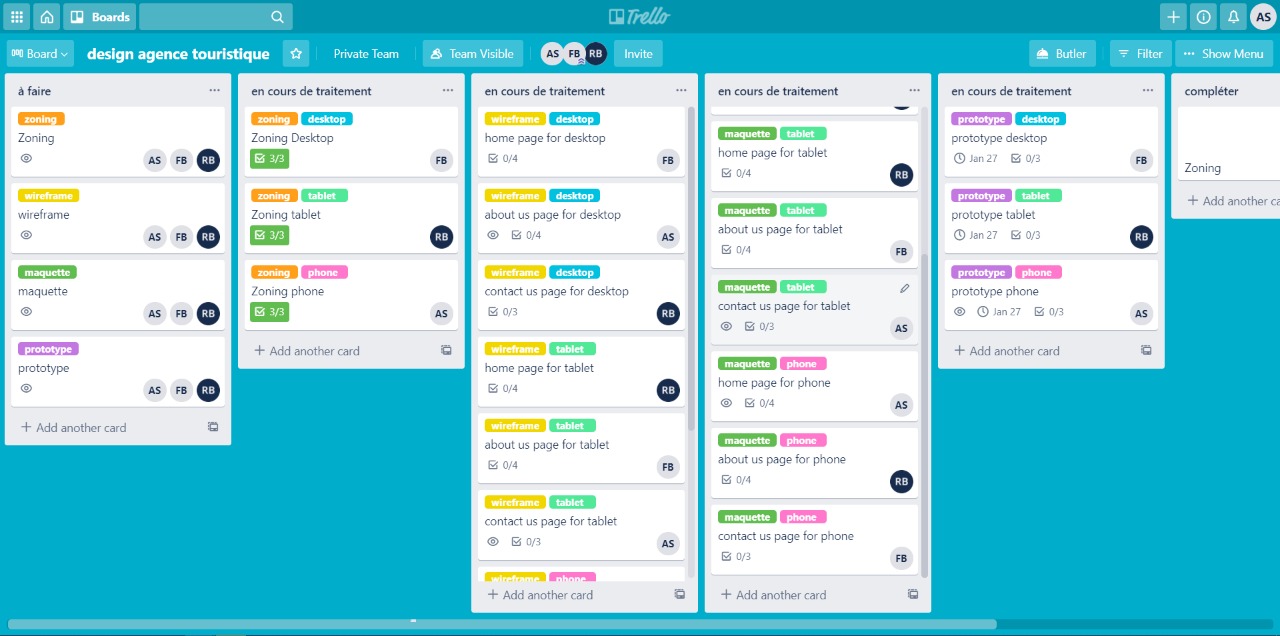 Boards
Trello
AS
Board
design agence touristique
Private Team
Team Visible
AS FB RB
Invite
Butler
Filter
Show Menu
à faire
zoning
Zoning
AS FB RB
wireframe
wireframe
AS FB RB
maquette
maquette
AS FB RB
prototype
prototype
AS FB RB
Add another card
en cours de traitement
zoning desktop
Zoning Desktop
3/3
FB
zoning tablet
Zoning tablet
3/3
RB
zoning phone
Zoning phone
3/3
AS
Add another card
en cours de traitement
wireframe desktop
home page for desktop
0/4
FB
wireframe desktop
about us page for desktop
0/4
AS
wireframe desktop
contact us page for desktop
0/3
RB
wireframe tablet
home page for tablet
0/4
RB
wireframe tablet
about us page for tablet
0/4
FB
wireframe tablet
contact us page for tablet
0/3
AS
wireframe phone
Add another card
en cours de traitement
maquette tablet
home page for tablet
0/4
RB
maquette tablet
about us page for tablet
0/4
FB
maquette tablet
contact us page for tablet
0/3
AS
maquette phone
home page for phone
0/4
AS
maquette phone
about us page for phone
0/4
RB
maquette phone
contact us page for phone
0/3
FB
Add another card
en cours de traitement
prototype desktop
prototype desktop
Jan 27 0/3
FB
prototype tablet
prototype tablet
Jan 27 0/3
RB
prototype phone
prototype phone
Jan 27 0/3
AS
Add another card
compléter
Zoning
Add another ca